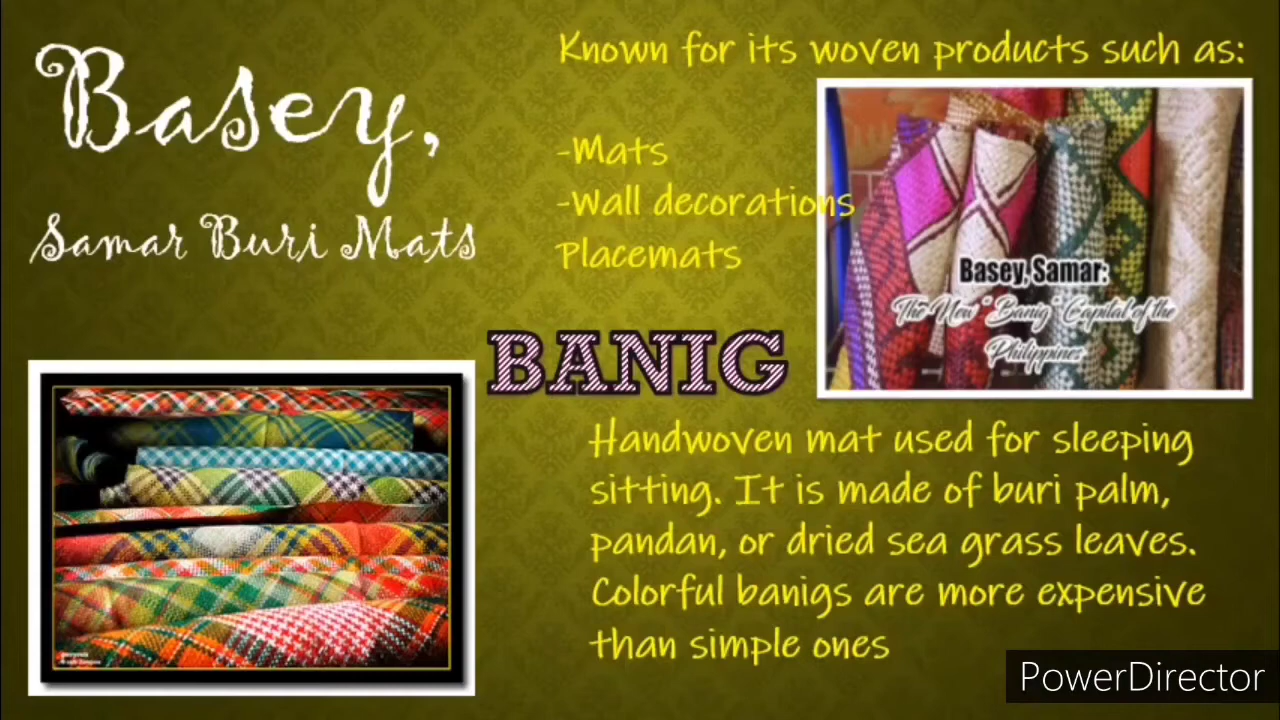 Basey,
Samar Buri Mats
Known for its woven products such as:
-Mats
-Wall decorations
Placemats
Basey, Samar:
The New "Banig" Capital of the
Philippines
BANIG
Handwoven mat used for sleeping
sitting. It is made of buri palm,
pandan, or dried sea grass leaves.
Colorful banigs are more expensive
than simple ones
PowerDirector